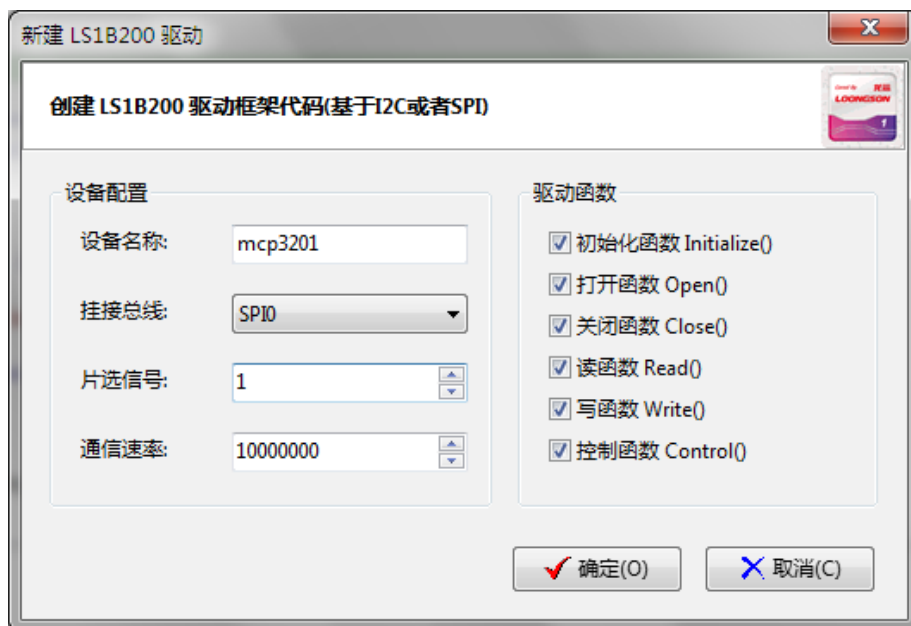 新建 LS1B200 驱动
创建 LS1B200 驱动框架代码(基于I2C或者SPI)
LOONGSON
1
设备配置
设备名称: mcp3201
挂接总线: SPI0
片选信号: 1
通信速率: 10000000
驱动函数
初始化函数 Initialize()
打开函数 Open()
关闭函数 Close()
读函数 Read()
写函数 Write()
控制函数 Control()
确定(O)
取消(C)